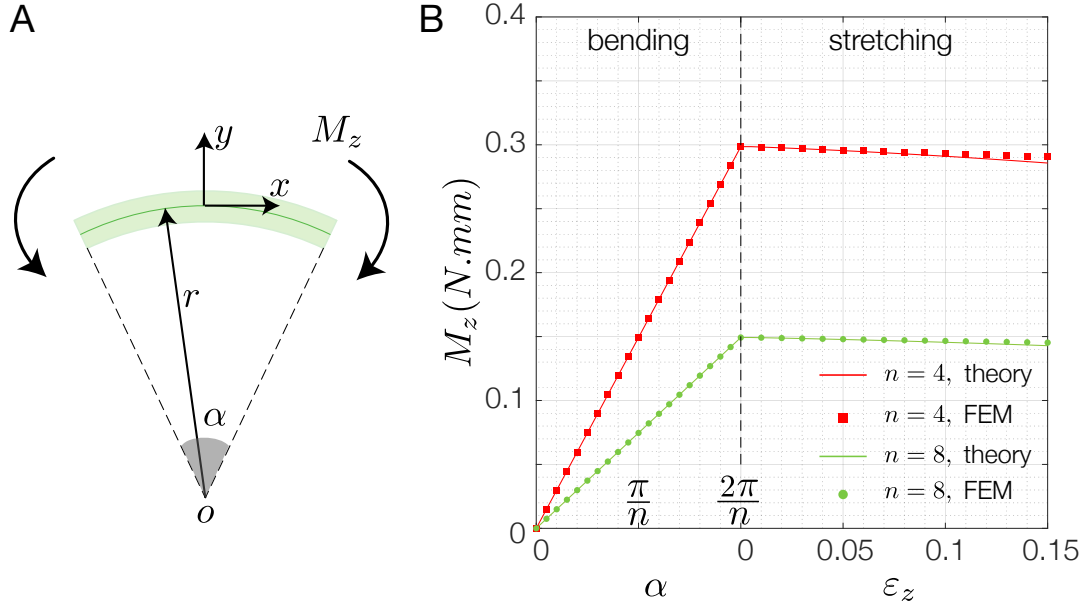 A
y
M_z
x
r
α
o
B
bending
stretching
M_z(N.mm)
0.4
0.3
0.2
0.1
0
n = 4, theory
n = 4, FEM
n = 8, theory
n = 8, FEM
π/n
2π/n
0
0
0.05
0.1
0.15
α
ε_z